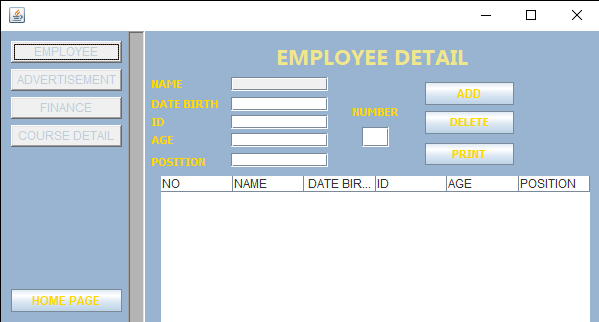 EMPLOYEE
ADVERTISEMENT
FINANCE
COURSE DETAIL
HOME PAGE
EMPLOYEE DETAIL
NAME
DATE BIRTH
ID
AGE
POSITION
NUMBER
ADD
DELETE
PRINT
NO NAME DATE BIR... ID AGE POSITION